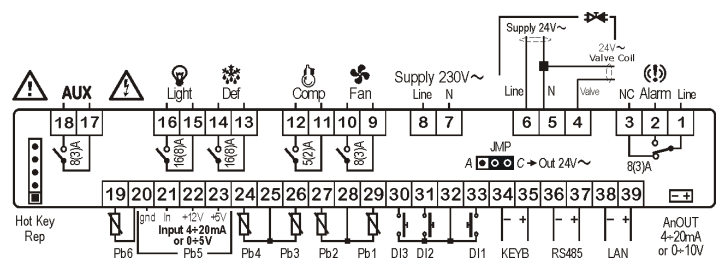 Supply 24V~
24V~
Valve Coil
AUX Light Def Comp Fan Supply 230V~ Line N Line N Valve NC Alarm Line
18 17 16 15 14 13 12 11 10 9 8 7 6 5 4 3 2 1
8(3)A 16(8)A 16(8)A 5(2)A 8(3)A 8(3)A
JMP
A C → Out 24V~
19 20 21 22 23 24 25 26 27 28 29 30 31 32 33 34 35 36 37 38 39
gnd In +12V +5V
Input 4÷20mA
or 0÷5V
− + − + − + − +
Hot Key
Rep
Pb6 Pb5 Pb4 Pb3 Pb2 Pb1 DI3 DI2 DI1 KEYB RS485 LAN
AnOUT
4÷20mA
or 0÷10V